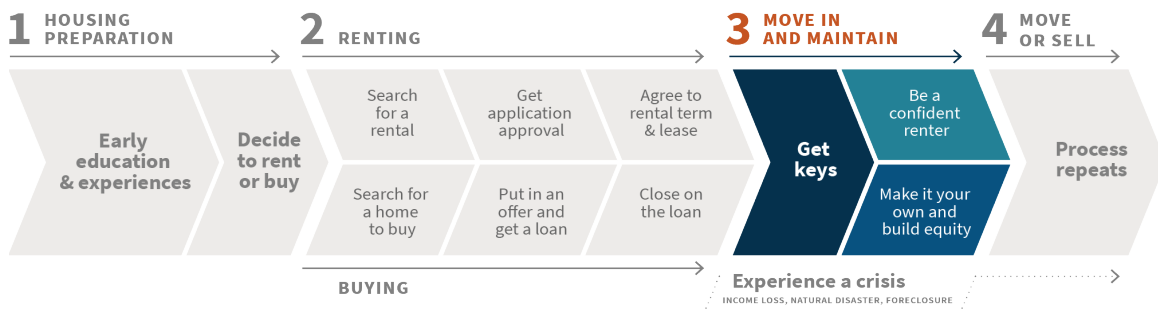 1 HOUSING
PREPARATION
2 RENTING
3 MOVE IN
AND MAINTAIN
4 MOVE
OR SELL
Early
education
& experiences
Decide
to rent
or buy
Search
for a
rental
Get
application
approval
Agree to
rental term
& lease
Search for
a home
to buy
Put in an
offer and
get a loan
Close on
the loan
Get
keys
Be a
confident
renter
Make it your
own and
build equity
Process
repeats
BUYING
Experience a crisis
INCOME LOSS, NATURAL DISASTER, FORECLOSURE